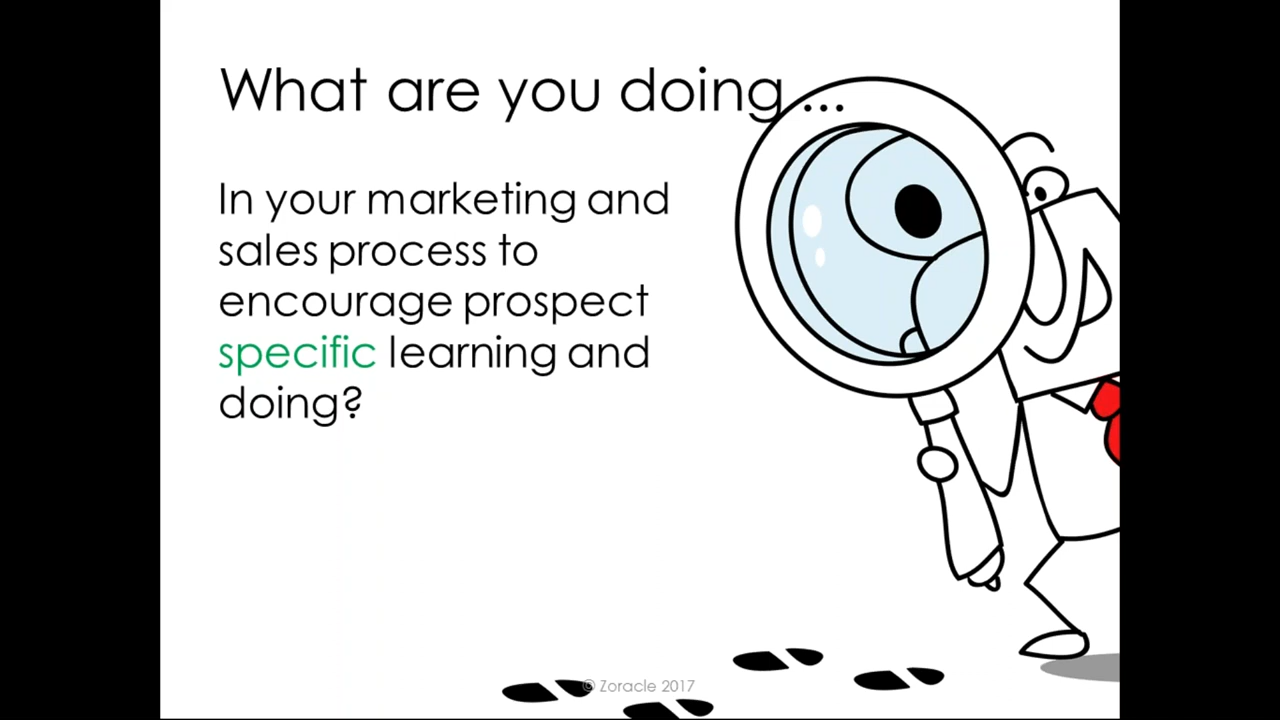 What are you doing ...
In your marketing and
sales process to
encourage prospect
specific learning and
doing?
© Zoracle 2017